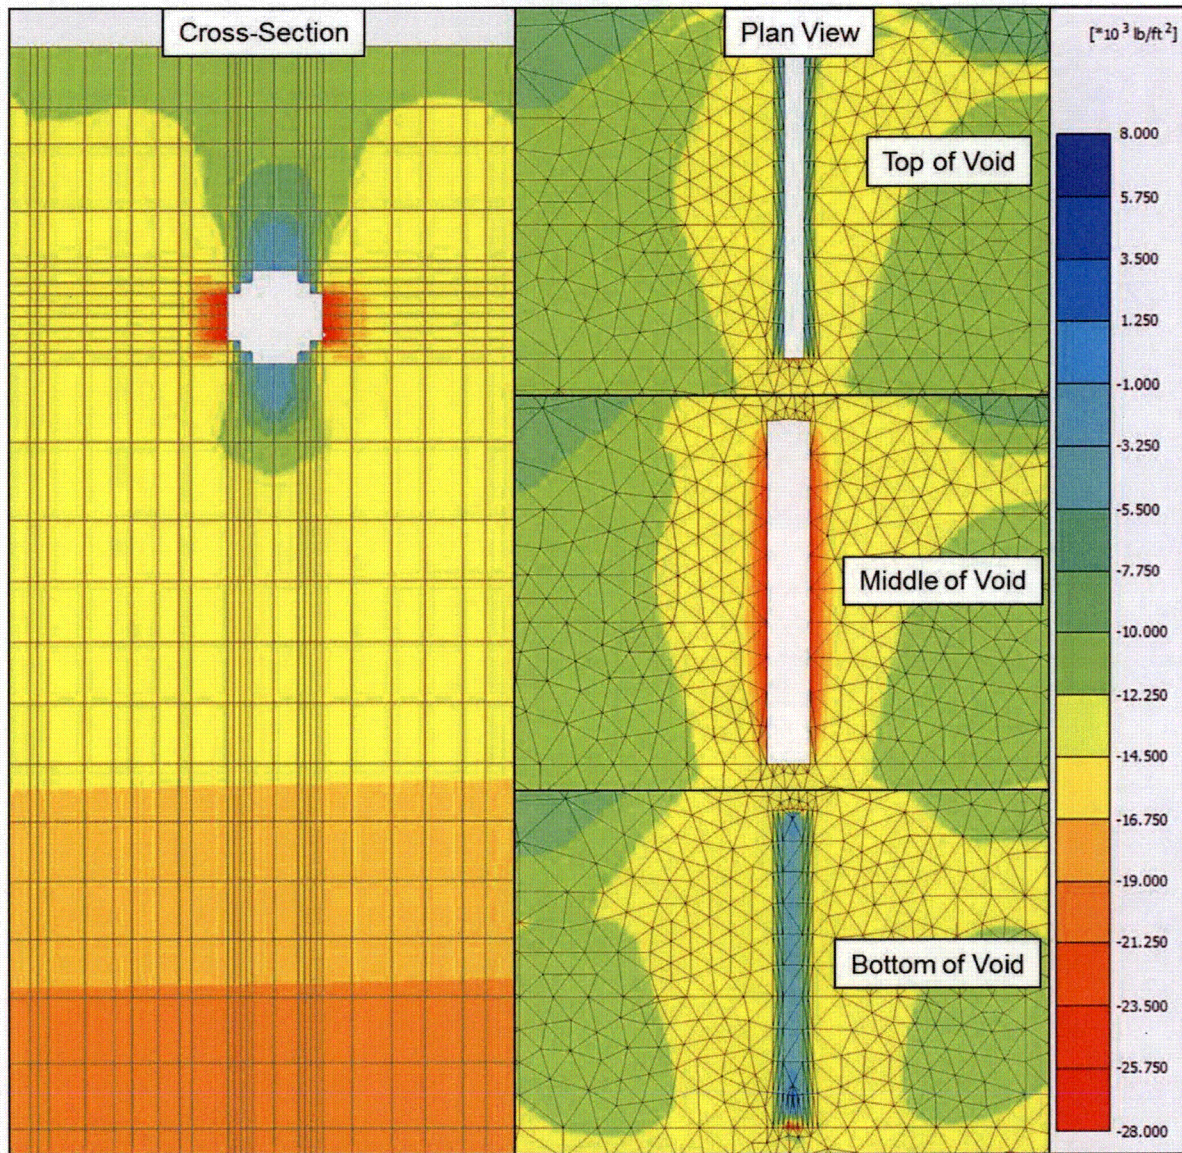 Cross-Section
Plan View
[*10³ lb/ft²]
8.000
5.750
3.500
1.250
-1.000
-3.250
-5.500
-7.750
-10.000
-12.250
-14.500
-16.750
-19.000
-21.250
-23.500
-25.750
-28.000
Top of Void
Middle of Void
Bottom of Void